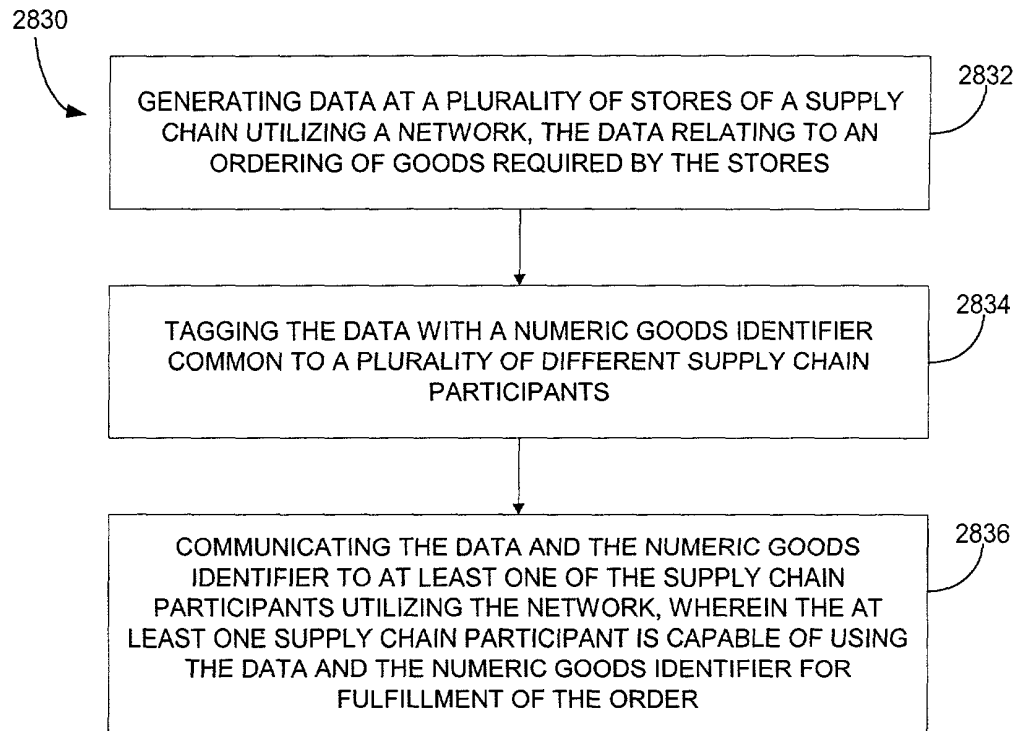 2830
2832
GENERATING DATA AT A PLURALITY OF STORES OF A SUPPLY
CHAIN UTILIZING A NETWORK, THE DATA RELATING TO AN
ORDERING OF GOODS REQUIRED BY THE STORES
2834
TAGGING THE DATA WITH A NUMERIC GOODS IDENTIFIER
COMMON TO A PLURALITY OF DIFFERENT SUPPLY CHAIN
PARTICIPANTS
2836
COMMUNICATING THE DATA AND THE NUMERIC GOODS
IDENTIFIER TO AT LEAST ONE OF THE SUPPLY CHAIN
PARTICIPANTS UTILIZING THE NETWORK, WHEREIN THE AT
LEAST ONE SUPPLY CHAIN PARTICIPANT IS CAPABLE OF USING
THE DATA AND THE NUMERIC GOODS IDENTIFIER FOR
FULFILLMENT OF THE ORDER